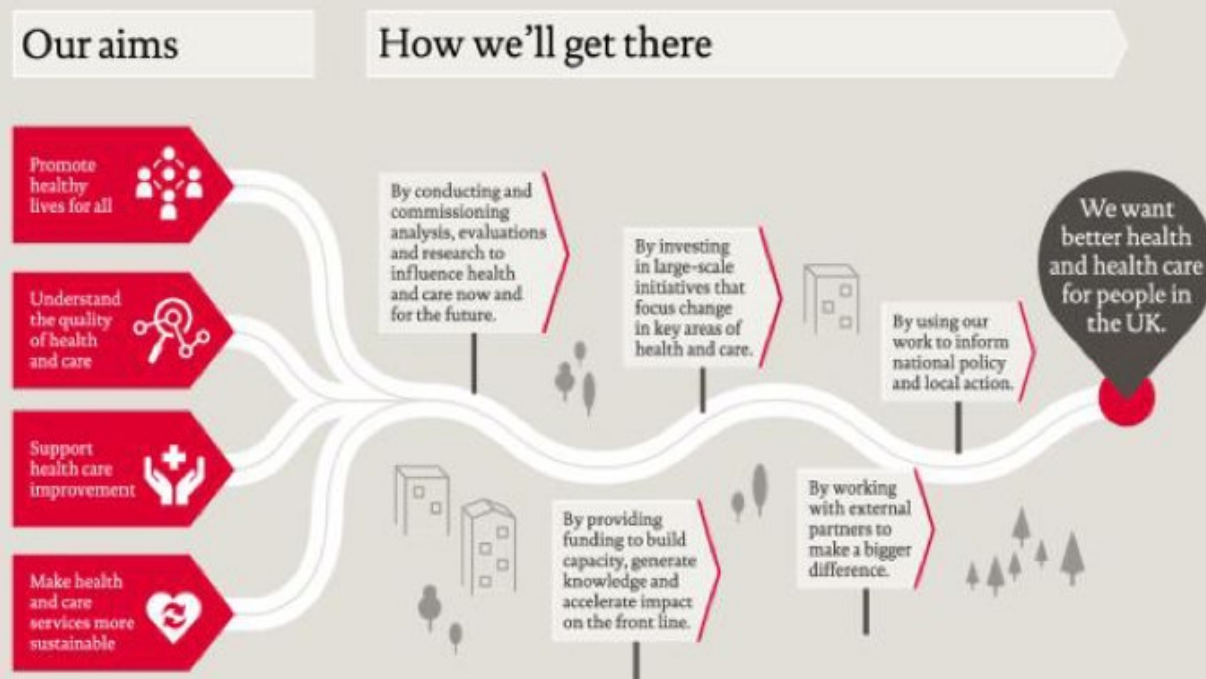 Our aims
How we'll get there
Promote
healthy
lives for all
Understand
the quality
of health
and care
Support
health care
improvement
Make health
and care
services more
sustainable
By conducting and
commissioning
analysis, evaluations
and research to
influence health
and care now and
for the future.
By providing
funding to build
capacity, generate
knowledge and
accelerate impact
on the front line.
By investing
in large-scale
initiatives that
focus change
in key areas of
health and care.
By working
with external
partners to
make a bigger
difference.
By using our
work to inform
national policy
and local action.
We want
better health
and health care
for people in
the UK.